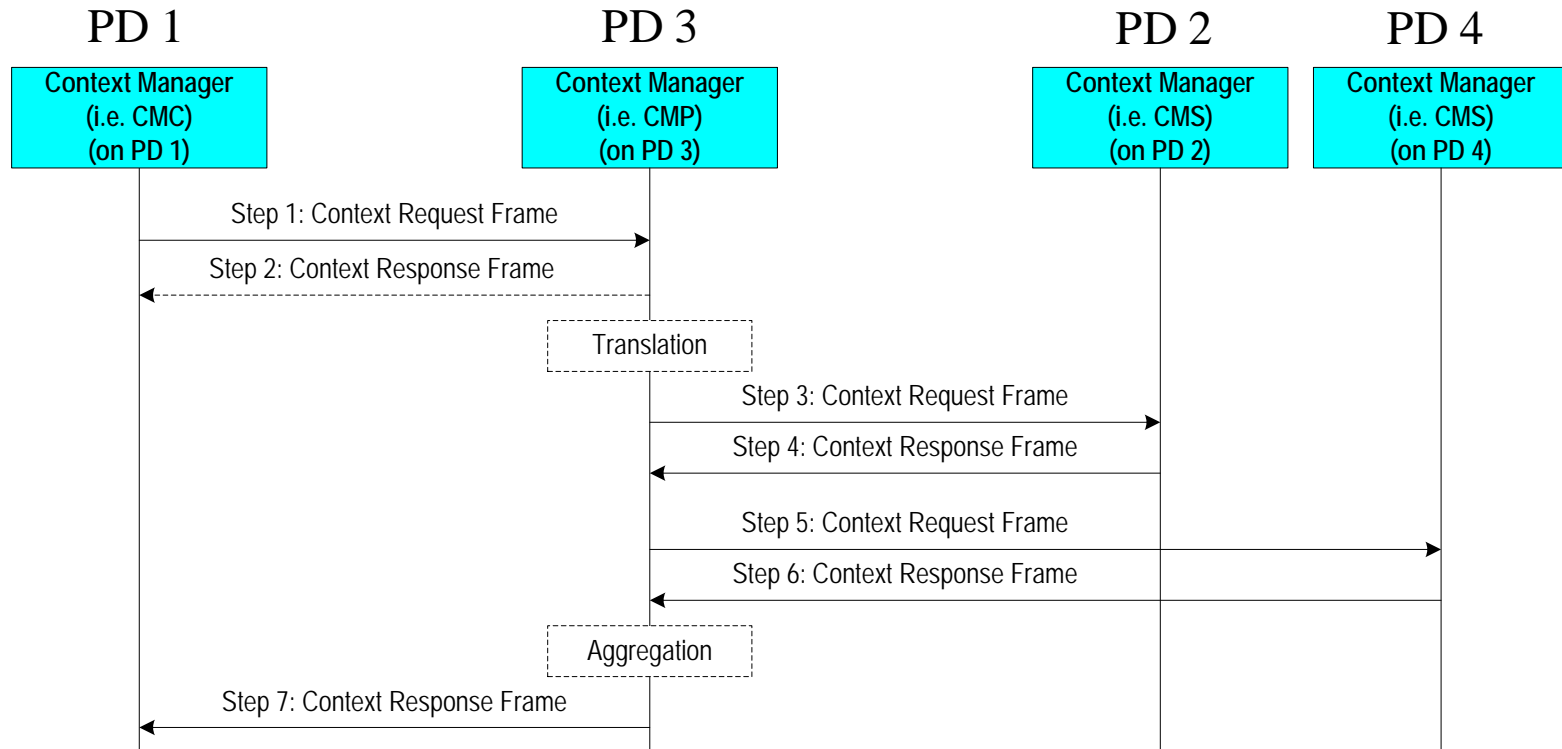 PD 1
PD 3
PD 2
PD 4
Context Manager
(i.e. CMC)
(on PD 1)
Context Manager
(i.e. CMP)
(on PD 3)
Context Manager
(i.e. CMS)
(on PD 2)
Context Manager
(i.e. CMS)
(on PD 4)
Step 1: Context Request Frame
Step 2: Context Response Frame
Translation
Step 3: Context Request Frame
Step 4: Context Response Frame
Step 5: Context Request Frame
Step 6: Context Response Frame
Aggregation
Step 7: Context Response Frame